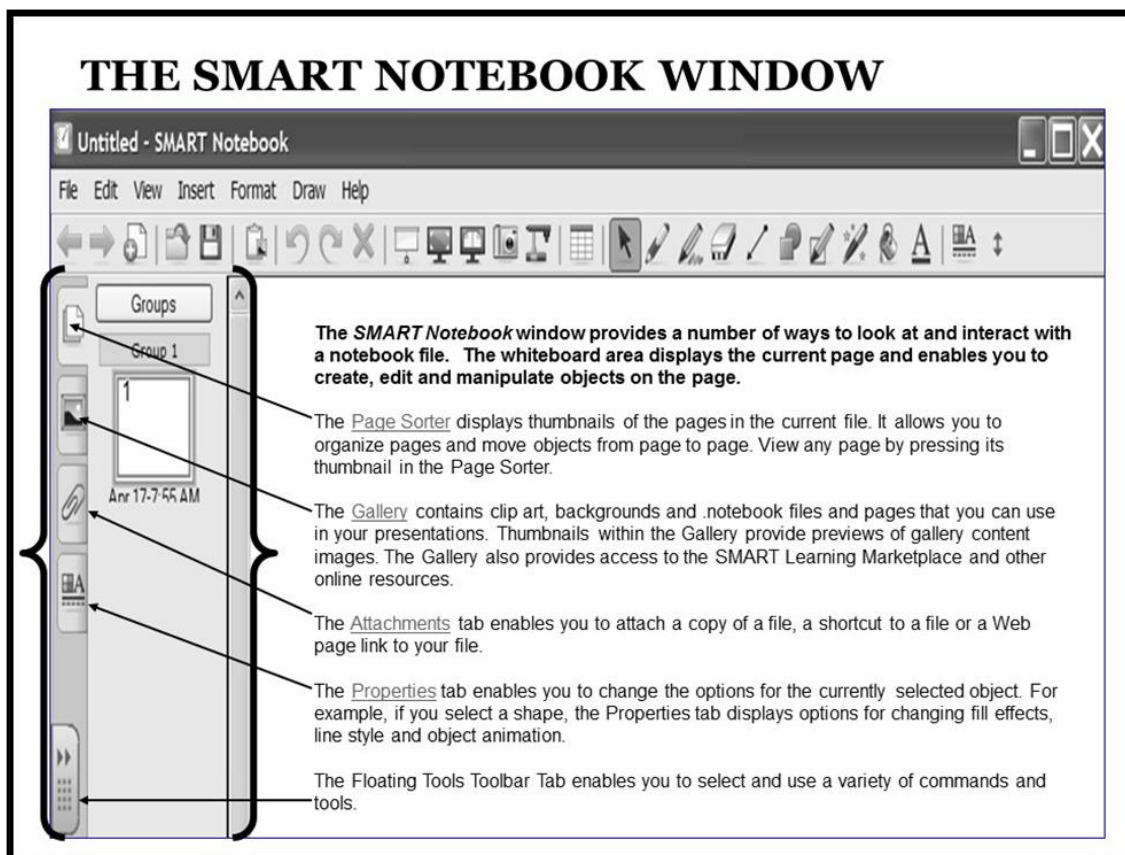 THE SMART NOTEBOOK WINDOW
Untitled - SMART Notebook
File Edit View Insert Format Draw Help
Groups
Group 1
1
Apr 17-7:55 AM
The SMART Notebook window provides a number of ways to look at and interact with
a notebook file. The whiteboard area displays the current page and enables you to
create, edit and manipulate objects on the page.
The Page Sorter displays thumbnails of the pages in the current file. It allows you to
organize pages and move objects from page to page. View any page by pressing its
thumbnail in the Page Sorter.
The Gallery contains clip art, backgrounds and .notebook files and pages that you can use
in your presentations. Thumbnails within the Gallery provide previews of gallery content
images. The Gallery also provides access to the SMART Learning Marketplace and other
online resources.
The Attachments tab enables you to attach a copy of a file, a shortcut to a file or a Web
page link to your file.
The Properties tab enables you to change the options for the currently selected object. For
example, if you select a shape, the Properties tab displays options for changing fill effects,
line style and object animation.
The Floating Tools Toolbar Tab enables you to select and use a variety of commands and
tools.